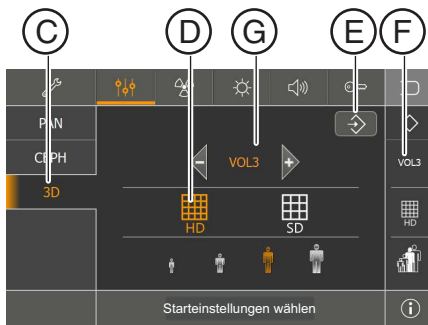 C D G E F
PAN
CEPH
VOL3
VOL3
3D
HD SD
HD
Starteinstellungen wählen